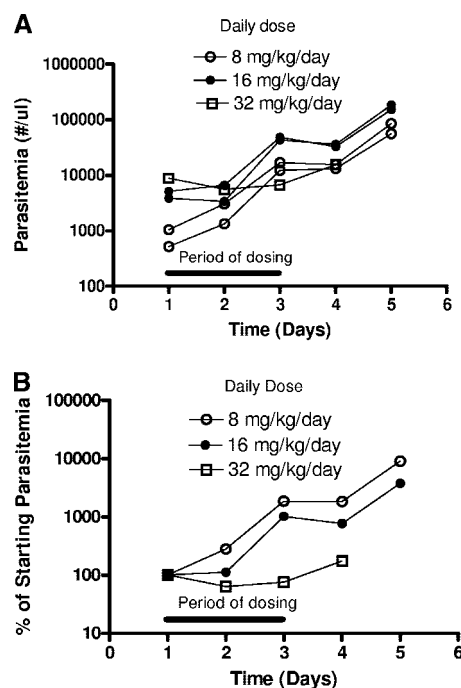 A
Daily dose
8 mg/kg/day
16 mg/kg/day
32 mg/kg/day
Parasitemia (#/ul)
1000000
100000
10000
1000
100
Period of dosing
0 1 2 3 4 5 6
Time (Days)
B
Daily Dose
8 mg/kg/day
16 mg/kg/day
32 mg/kg/day
% of Starting Parasitemia
100000
10000
1000
100
10
Period of dosing
0 1 2 3 4 5 6
Time (Days)